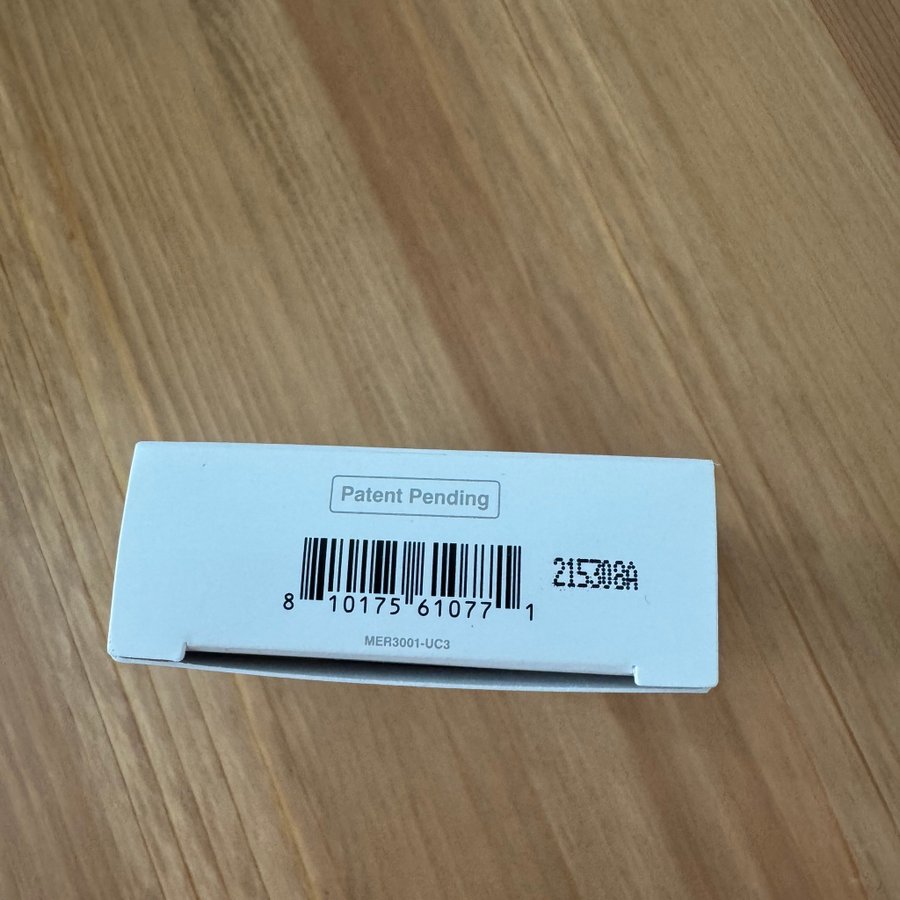 Patent Pending
8 10175 61077 1
215308A
MER3001-UC3